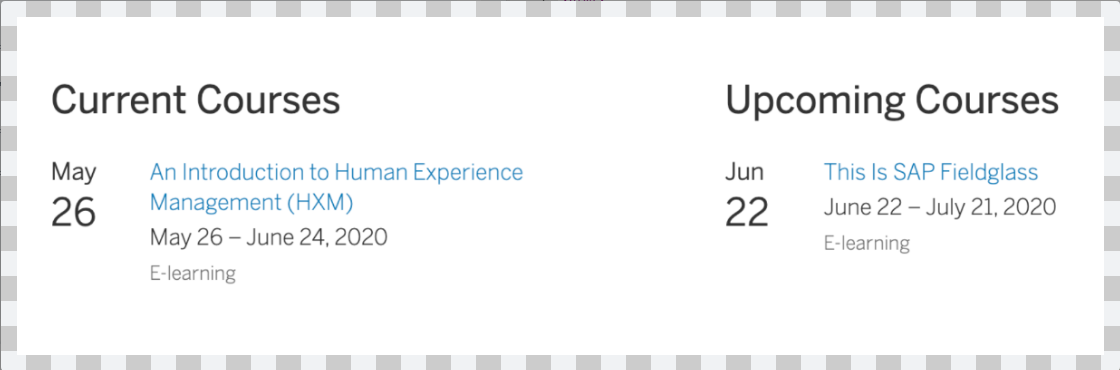 Current Courses
May
26
An Introduction to Human Experience
Management (HXM)
May 26 – June 24, 2020
E-learning
Upcoming Courses
Jun
22
This Is SAP Fieldglass
June 22 – July 21, 2020
E-learning